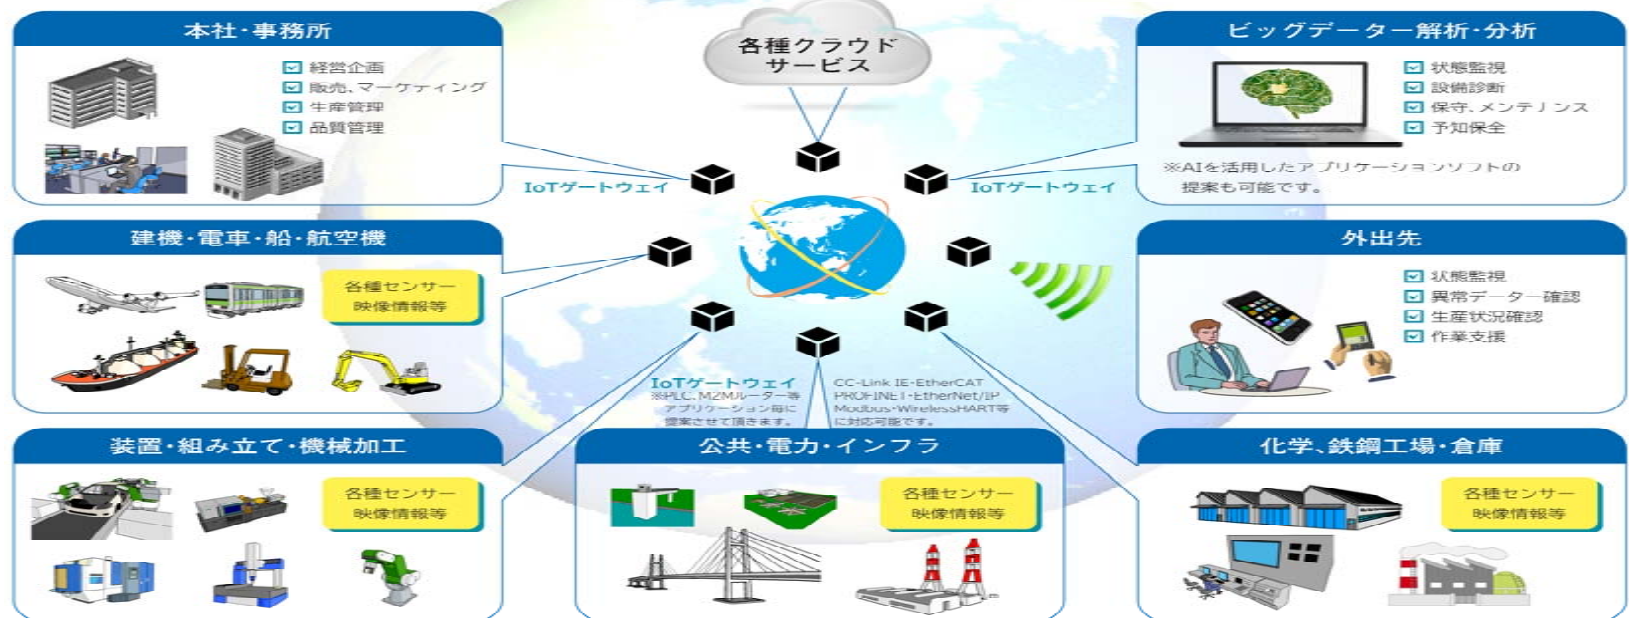 本社・事務所
経営企画
販売、マーケティング
生産管理
品質管理
各種クラウド
サービス
ビッグデーター解析・分析
状態監視
設備診断
保守、メンテナンス
予知保全
※AIを活用したアプリケーションソフトの
提案も可能です。
IoTゲートウェイ
IoTゲートウェイ
建機・電車・船・航空機
各種センサー
映像情報等
外出先
状態監視
異常データー確認
生産状況確認
作業支援
IoTゲートウェイ
※PLC、M2Mルーター等
アプリケーション毎に
提案させて頂きます。
CC-Link IE・EtherCAT
PROFINET・EtherNet/IP
Modbus・WirelessHART等
に対応可能です。
装置・組み立て・機械加工
各種センサー
映像情報等
公共・電力・インフラ
各種センサー
映像情報等
化学、鉄鋼工場・倉庫
各種センサー
映像情報等